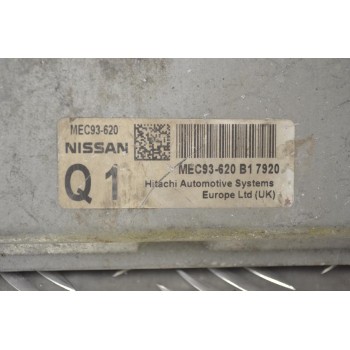 MEC93-620
NISSAN
MEC93-620 B1 7920
Q1
Hitachi Automotive Systems
Europe Ltd (UK)